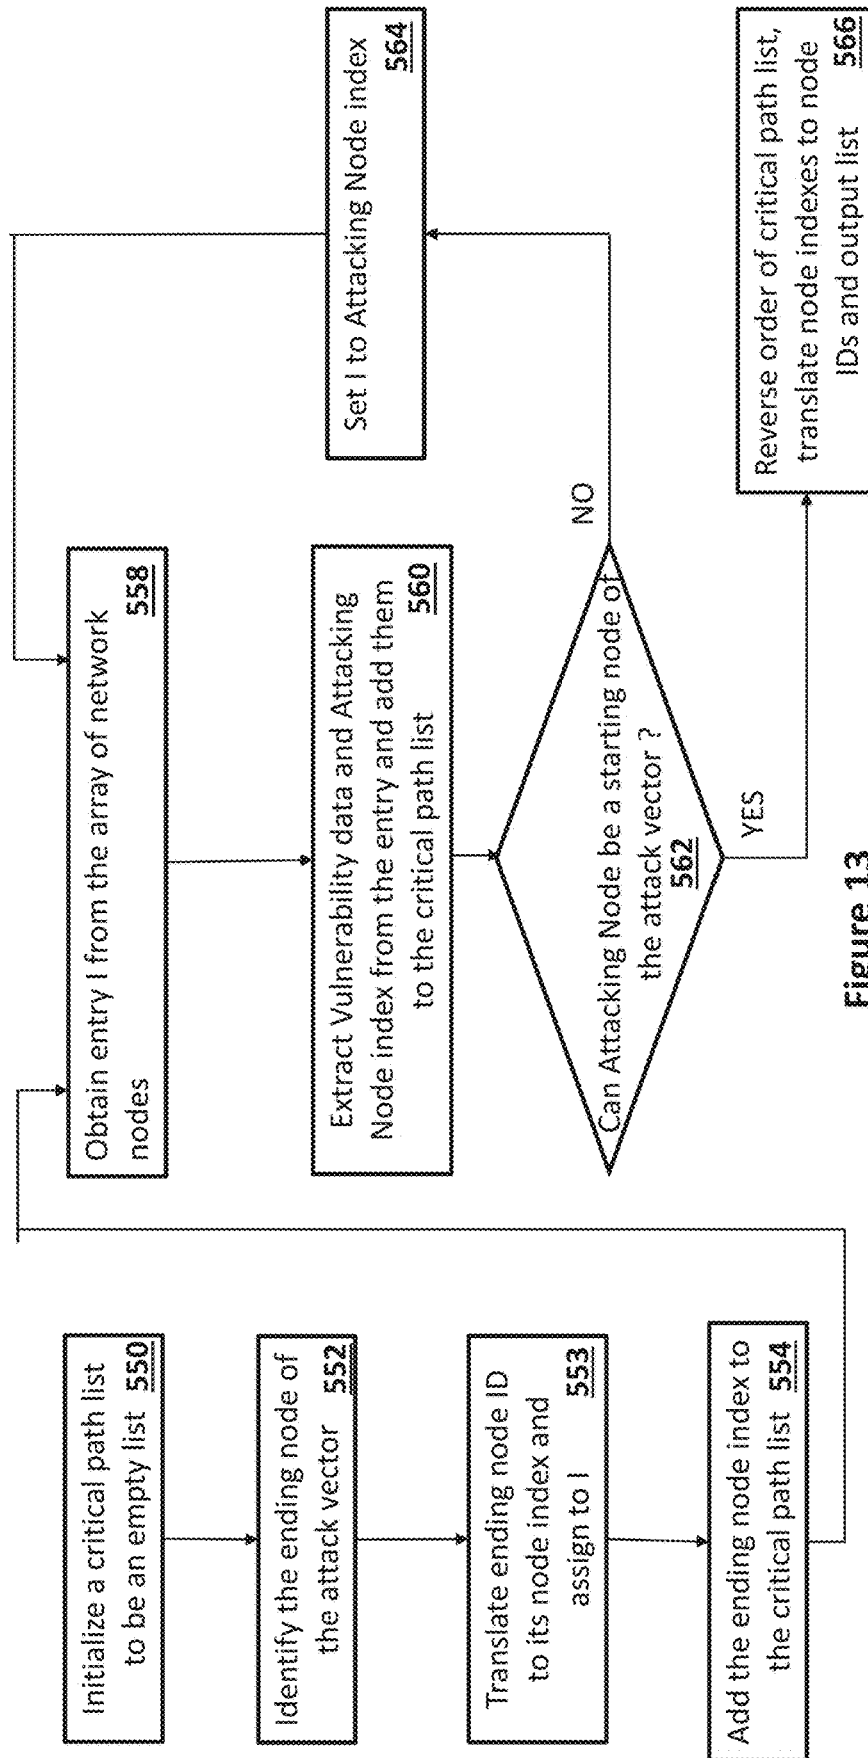 Initialize a critical path list
to be an empty list 550
Identify the ending node of
the attack vector 552
Translate ending node ID
to its node index and
assign to I 553
Add the ending node index to
the critical path list 554
Obtain entry I from the array of network
nodes 558
Extract Vulnerability data and Attacking
Node index from the entry and add them
to the critical path list 560
Can Attacking Node be a starting node of
the attack vector ?
562
NO
YES
Set I to Attacking Node index
564
Reverse order of critical path list,
translate node indexes to node
IDs and output list 566
Figure 13